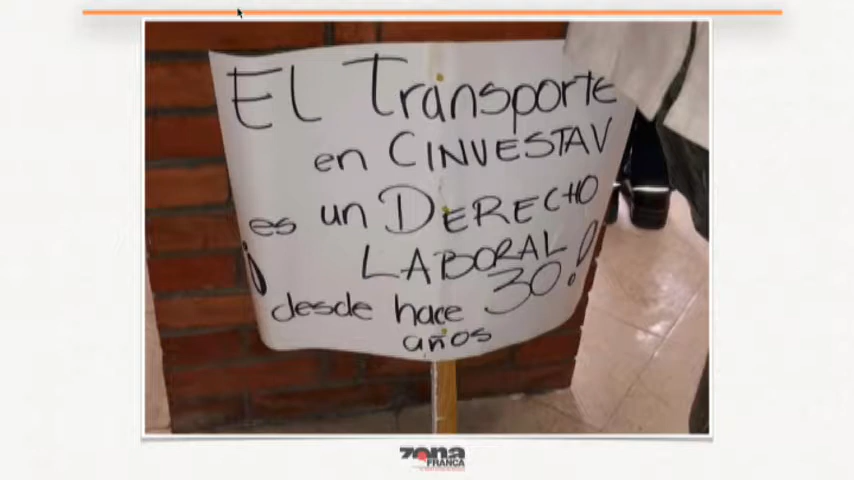 El Transporte
en CINVESTAV
es un DERECHO
LABORAL
¡desde hace 30!
años
zona
FRANCA